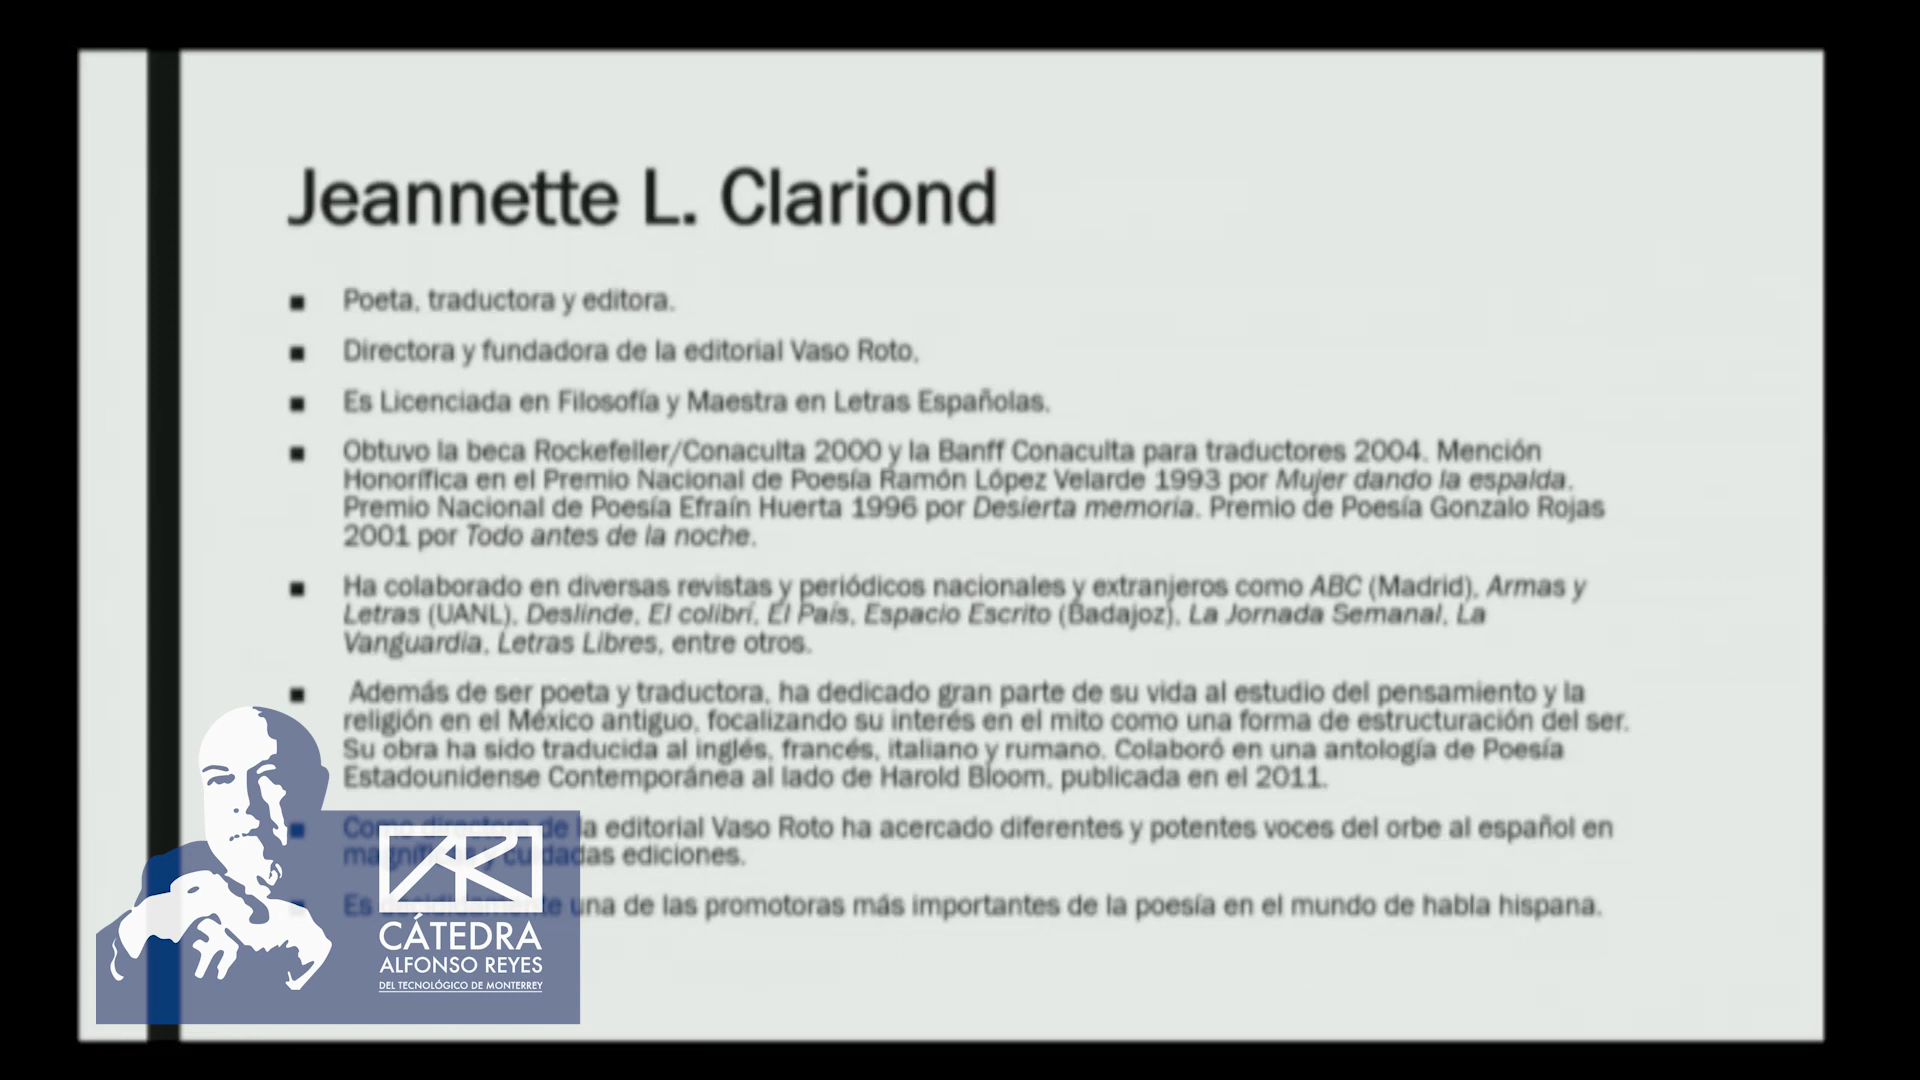 Jeannette L. Clariond
▪ Poeta, traductora y editora.
▪ Directora y fundadora de la editorial Vaso Roto.
▪ Es Licenciada en Filosofía y Maestra en Letras Españolas.
▪ Obtuvo la beca Rockefeller/Conaculta 2000 y la Banff Conaculta para traductores 2004. Mención
Honorífica en el Premio Nacional de Poesía Ramón López Velarde 1993 por Mujer dando la espalda.
Premio Nacional de Poesía Efraín Huerta 1996 por Desierta memoria. Premio de Poesía Gonzalo Rojas
2001 por Todo antes de la noche.
▪ Ha colaborado en diversas revistas y periódicos nacionales y extranjeros como ABC (Madrid), Armas y
Letras (UANL), Deslinde, El colibrí, El País, Espacio Escrito (Badajoz), La Jornada Semanal, La
Vanguardia, Letras Libres, entre otros.
▪ Además de ser poeta y traductora, ha dedicado gran parte de su vida al estudio del pensamiento y la
religión en el México antiguo, focalizando su interés en el mito como una forma de estructuración del ser.
Su obra ha sido traducida al inglés, francés, italiano y rumano. Colaboró en una antología de Poesía
Estadounidense Contemporánea al lado de Harold Bloom, publicada en el 2011.
▪ Como directora de la editorial Vaso Roto ha acercado diferentes y potentes voces del orbe al español en
y cuidadas ediciones.
▪ Es decididamente una de las promotoras más importantes de la poesía en el mundo de habla hispana.
CÁTEDRA
ALFONSO REYES
DEL TECNOLÓGICO DE MONTERREY